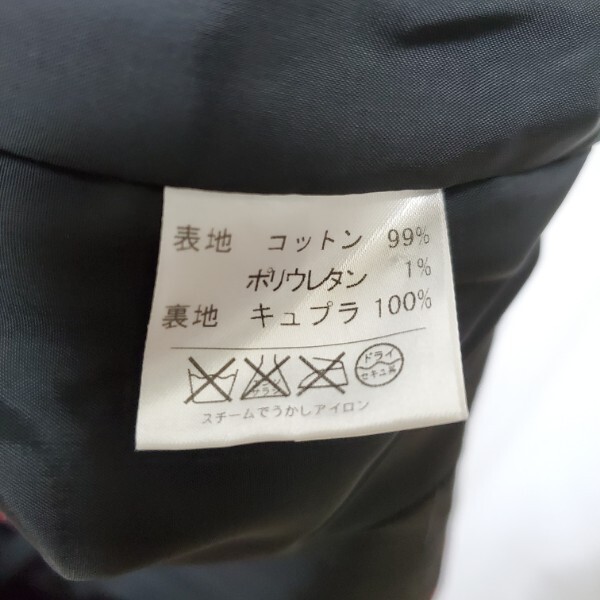 表地 コットン 99%
ポリウレタン 1%
裏地 キュプラ 100%
ドライ
セキユ系
スチームでうかしアイロン